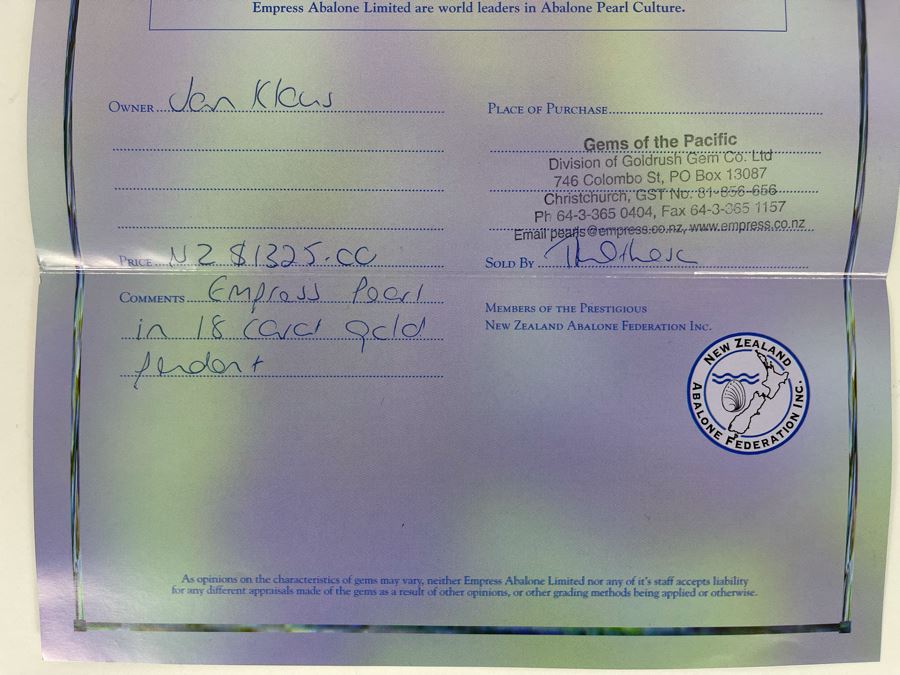 Empress Abalone Limited are world leaders in Abalone Pearl Culture.
OWNER Jan Klaus
PRICE NZ $1325.00
COMMENTS Empress Pearl
in 18 carat gold
pendant
PLACE OF PURCHASE
Gems of the Pacific
Division of Goldrush Gem Co. Ltd
746 Colombo St, PO Box 13087
Christchurch, GST No. 81-856-656
Ph 64-3-365 0404, Fax 64-3-365 1157
Email pearls@empress.co.nz, www.empress.co.nz
SOLD BY
MEMBERS OF THE PRESTIGIOUS
NEW ZEALAND ABALONE FEDERATION INC.
NEW ZEALAND
ABALONE FEDERATION INC.
As opinions on the characteristics of gems may vary, neither Empress Abalone Limited nor any of it's staff accepts liability
for any different appraisals made of the gems as a result of other opinions, or other grading methods being applied or otherwise.